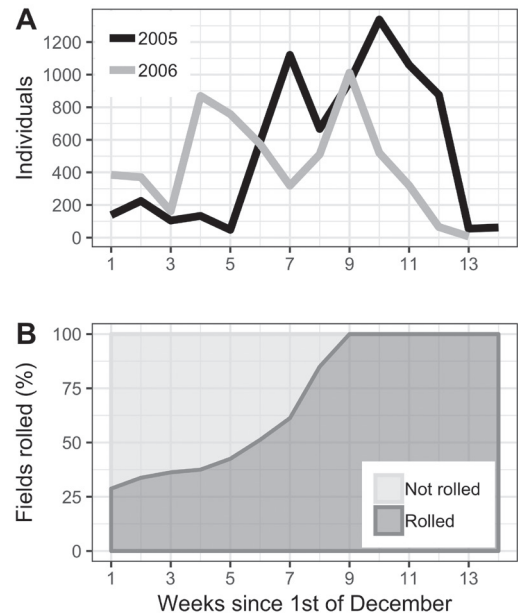 A
2005
2006
Individuals
1200
1000
800
600
400
200
0
1 3 5 7 9 11 13
B
Fields rolled (%)
100
75
50
25
0
Not rolled
Rolled
1 3 5 7 9 11 13
Weeks since 1st of December